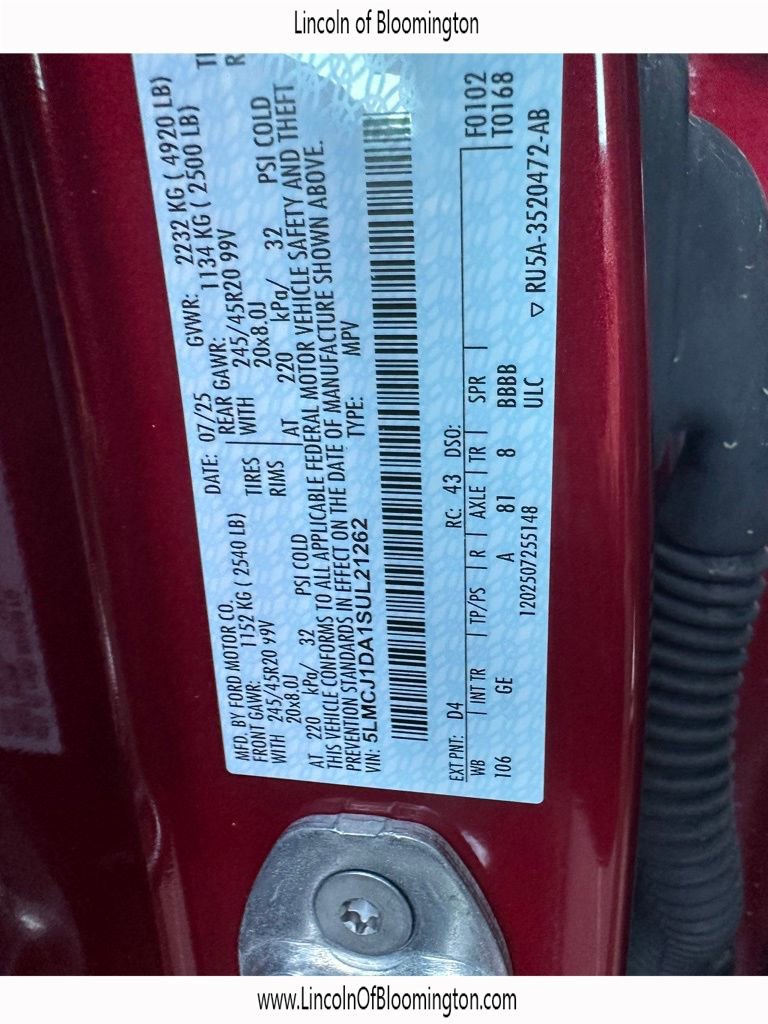 Lincoln of Bloomington
MFD. BY FORD MOTOR CO. DATE: 07/25 GVWR: 2232 KG ( 4920 LB)
FRONT GAWR: 1152 KG ( 2540 LB) REAR GAWR: 1134 KG ( 2500 LB)
WITH 245/45R20 99V TIRES WITH 245/45R20 99V
20x8.0J RIMS 20x8.0J
AT 220 kPa/ 32 PSI COLD AT 220 kPa/ 32 PSI COLD
THIS VEHICLE CONFORMS TO ALL APPLICABLE FEDERAL MOTOR VEHICLE SAFETY AND THEFT
PREVENTION STANDARDS IN EFFECT ON THE DATE OF MANUFACTURE SHOWN ABOVE.
VIN: 5LMCJ1DA1SUL21262 TYPE: MPV
F0102
T0168
EXT PNT: D4 RC: 43 DSO:
WB INT TR TP/PS R AXLE TR SPR
106 GE A 81 8 BBBB
ULC
1202507255148
▽ RU5A-3520472-AB
www.LincolnOfBloomington.com